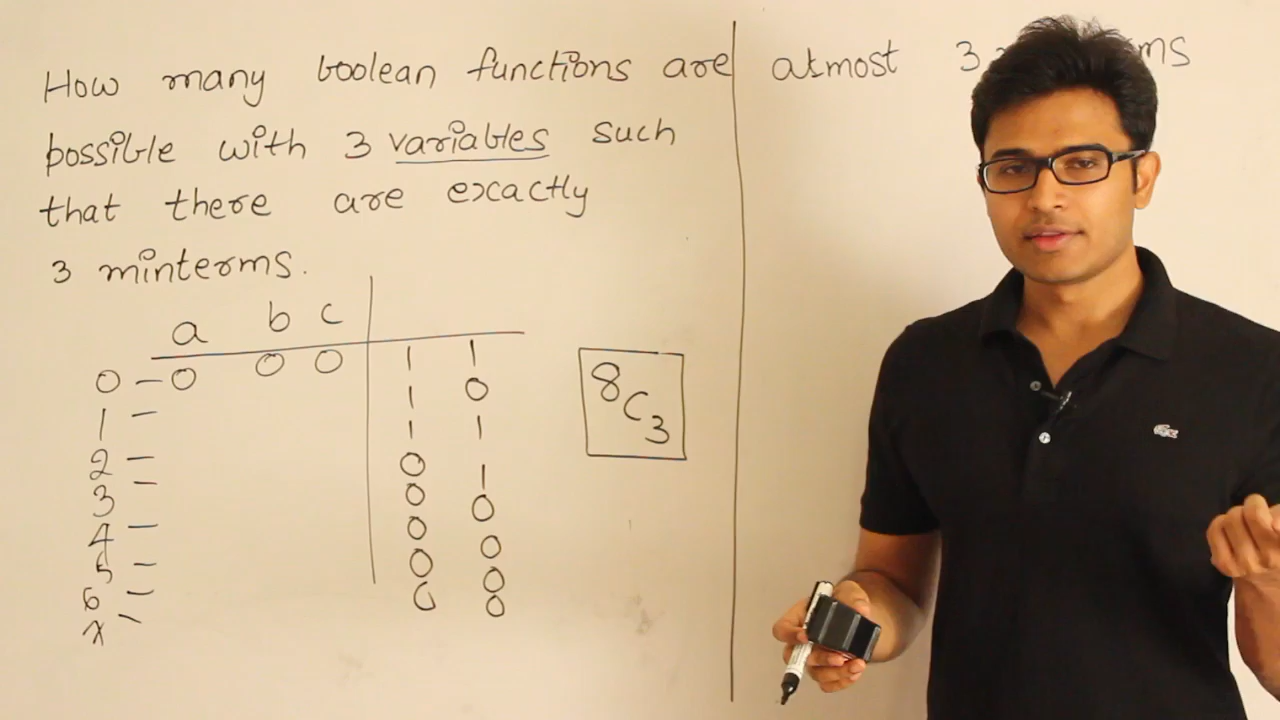 How many boolean functions are
possible with 3 variables such
that there are exactly
3 minterms.
a b c
0 – 0 0 0 1 1
1 – 1 0
2 – 1 1
3 – 0 1
4 – 0 0
5 – 0 0
6 – 0 0
7 – 0 0
8C3
atmost 3